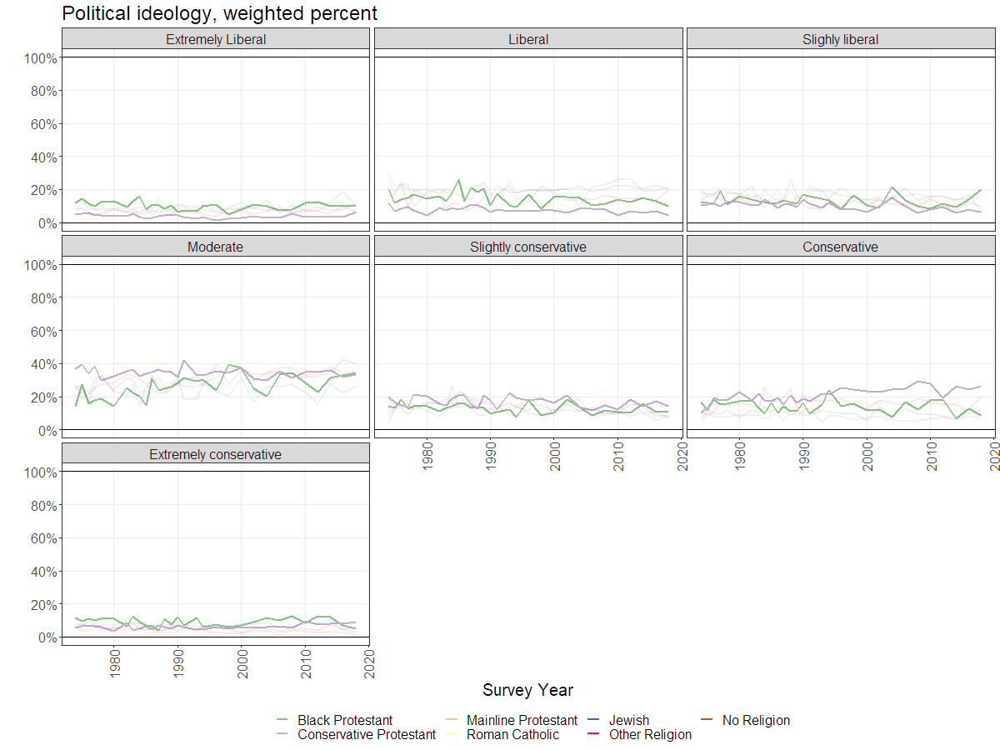 Political ideology, weighted percent
Extremely Liberal
Liberal
Slighly liberal
100%
80%
60%
40%
20%
0%
Moderate
Slightly conservative
Conservative
100%
80%
60%
40%
20%
0%
1980 1990 2000 2010 2020
1980 1990 2000 2010 2020
Extremely conservative
100%
80%
60%
40%
20%
0%
1980 1990 2000 2010 2020
Survey Year
Black Protestant
Mainline Protestant
Jewish
No Religion
Conservative Protestant
Roman Catholic
Other Religion